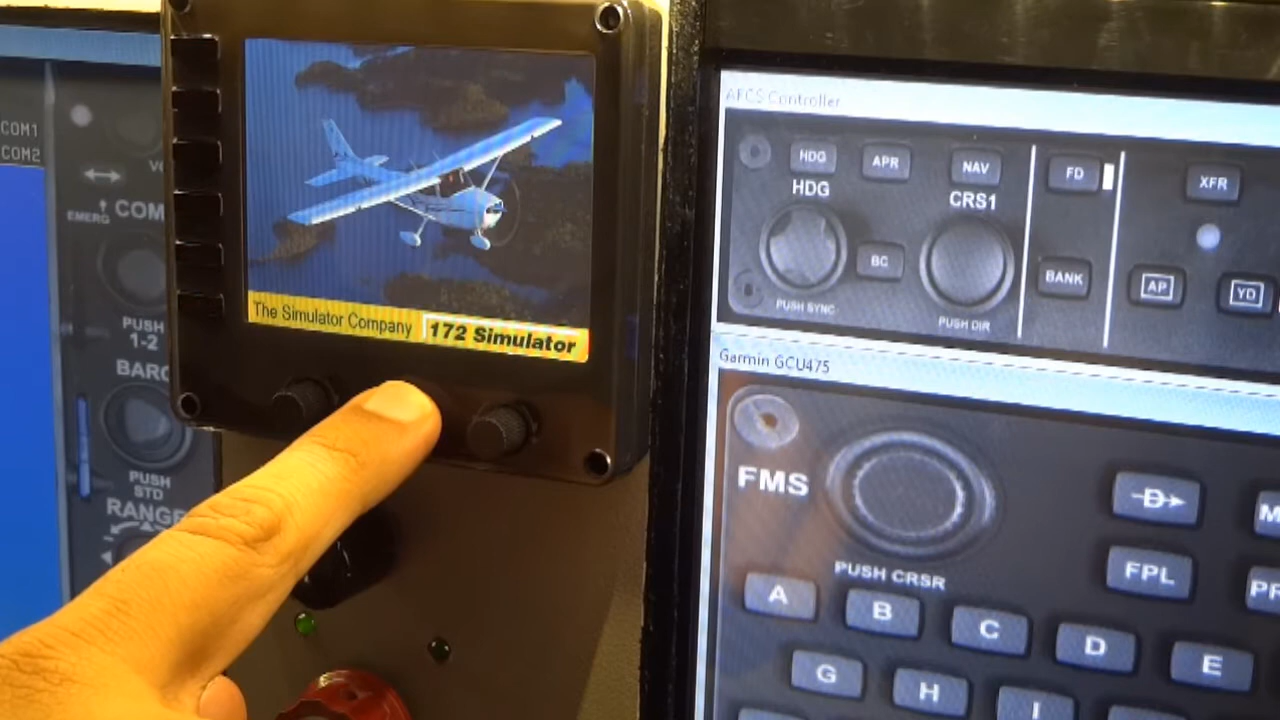 COM1
COM2
EMERG
COM
PUSH
1-2
BARO
PUSH
STD
RANGE
The Simulator Company
172 Simulator
AFCS Controller
HDG
APR
NAV
FD
XFR
HDG
CRS1
BC
BANK
AP
YD
PUSH SYNC
PUSH DIR
Garmin GCU475
FMS
D
FPL
PUSH CRSR
A
B
C
D
E
G
H
I